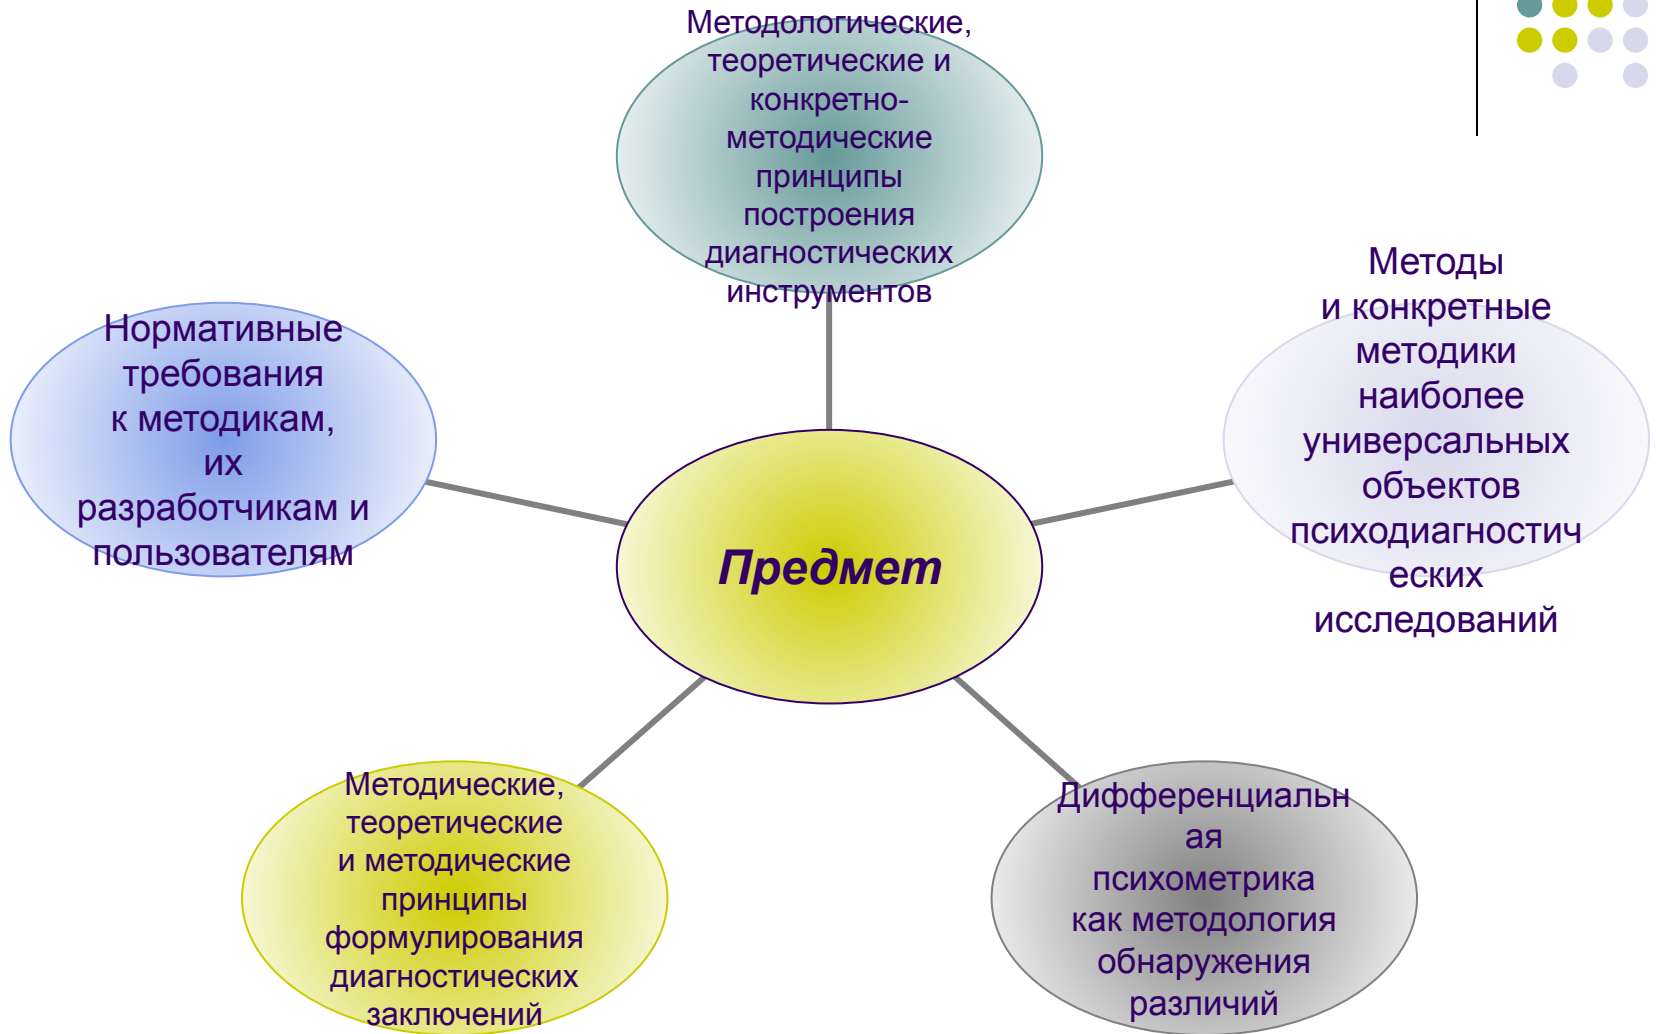 Методологические,
теоретические и
конкретно-
методические
принципы
построения
диагностических
инструментов
Методы
и конкретные
методики
наиболее
универсальных
объектов
психодиагностич
еских
исследований
Нормативные
требования
к методикам,
их
разработчикам и
пользователям
Предмет
Методические,
теоретические
и методические
принципы
формулирования
диагностических
заключений
Дифференциальн
ая
психометрика
как методология
обнаружения
различий